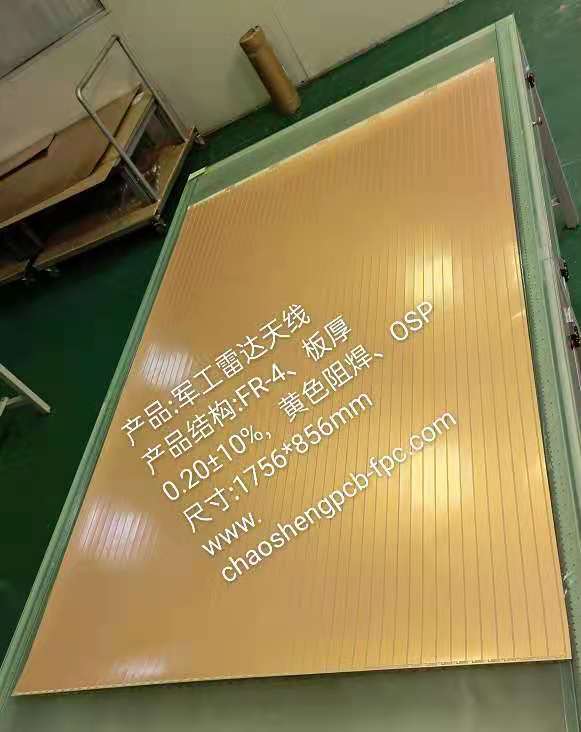 产品:军工雷达天线
产品结构:FR-4、板厚
0.20±10%，黄色阻焊、OSP
尺寸:1756*856mm
www.
chaoshengpcb-fpc.com